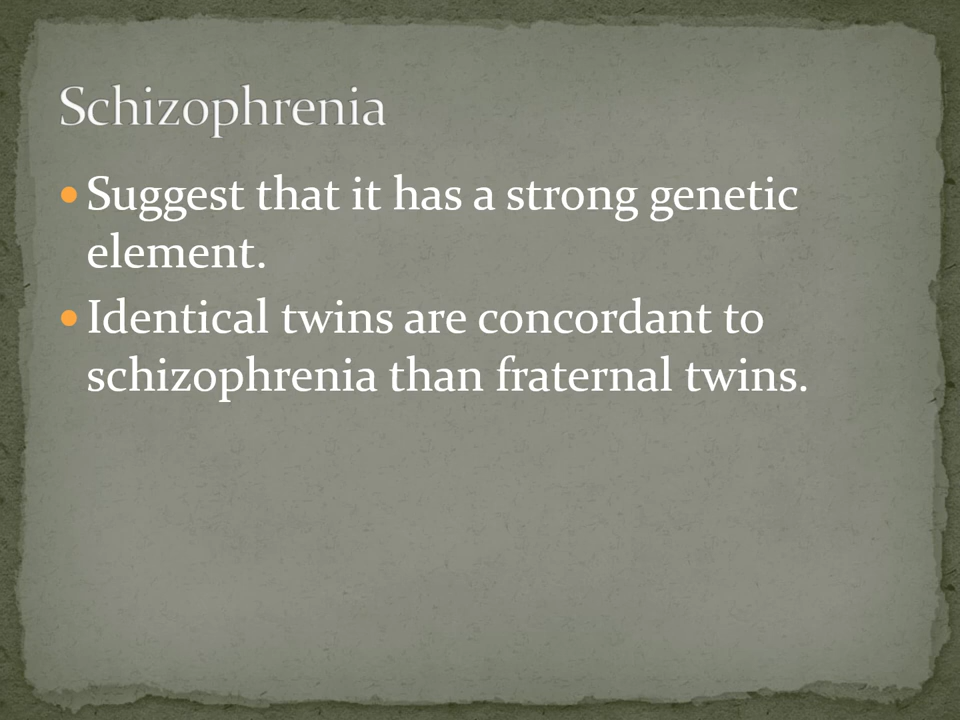 Schizophrenia
Suggest that it has a strong genetic
element.
Identical twins are concordant to
schizophrenia than fraternal twins.